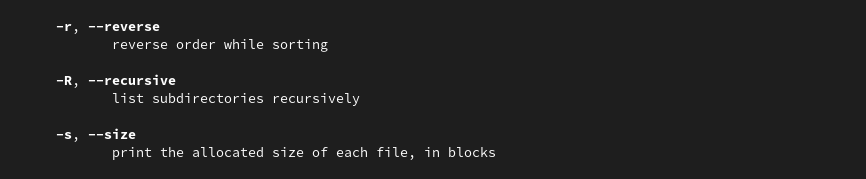 -r, --reverse
reverse order while sorting
-R, --recursive
list subdirectories recursively
-s, --size
print the allocated size of each file, in blocks